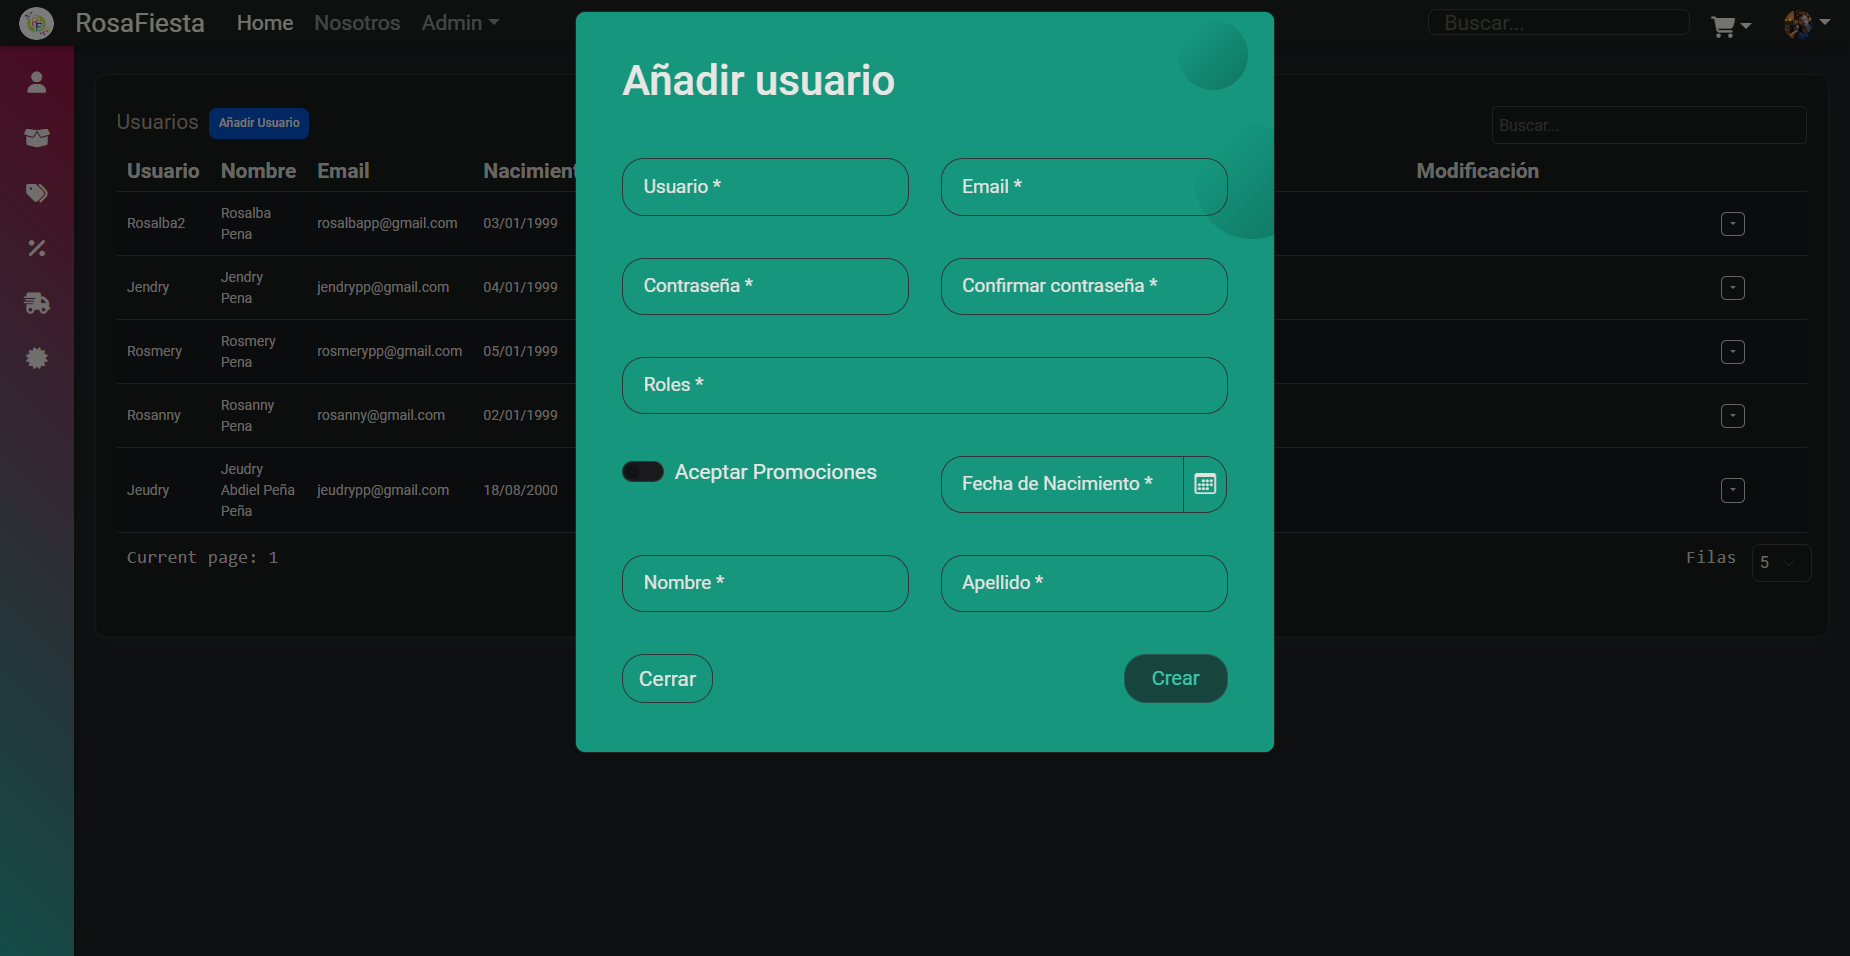 RosaFiesta Home Nosotros Admin Buscar...
Añadir usuario
Usuarios Añadir Usuario Buscar...
Usuario Nombre Email Nacimient Modificación
Rosalba2 Rosalba Pena rosalbapp@gmail.com 03/01/1999
Jendry Jendry Pena jendrypp@gmail.com 04/01/1999
Rosmery Rosmery Pena rosmerypp@gmail.com 05/01/1999
Rosanny Rosanny Pena rosanny@gmail.com 02/01/1999
Jeudry Jeudry Abdiel Peña Peña jeudrypp@gmail.com 18/08/2000
Current page: 1 Filas 5
Usuario * Email *
Contraseña * Confirmar contraseña *
Roles *
Aceptar Promociones Fecha de Nacimiento *
Nombre * Apellido *
Cerrar Crear